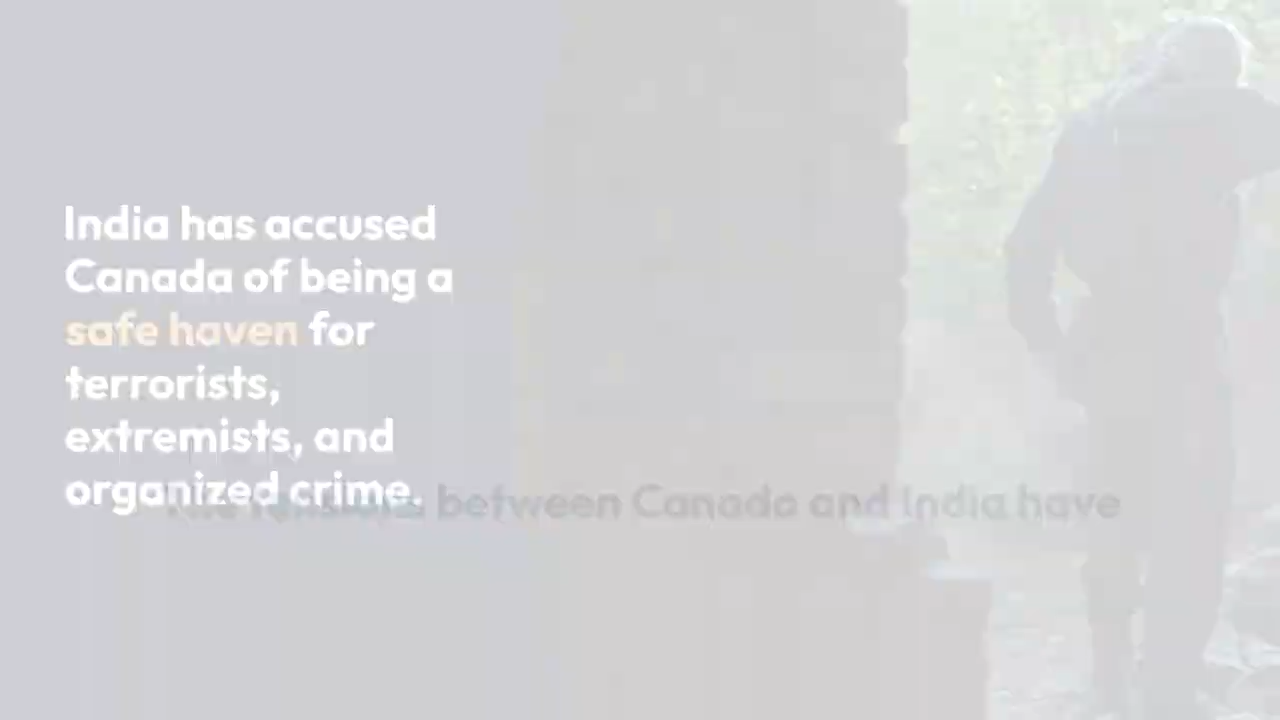 India has accused
Canada of being a
safe haven for
terrorists,
extremists, and
organized crime.
between Canada and India have